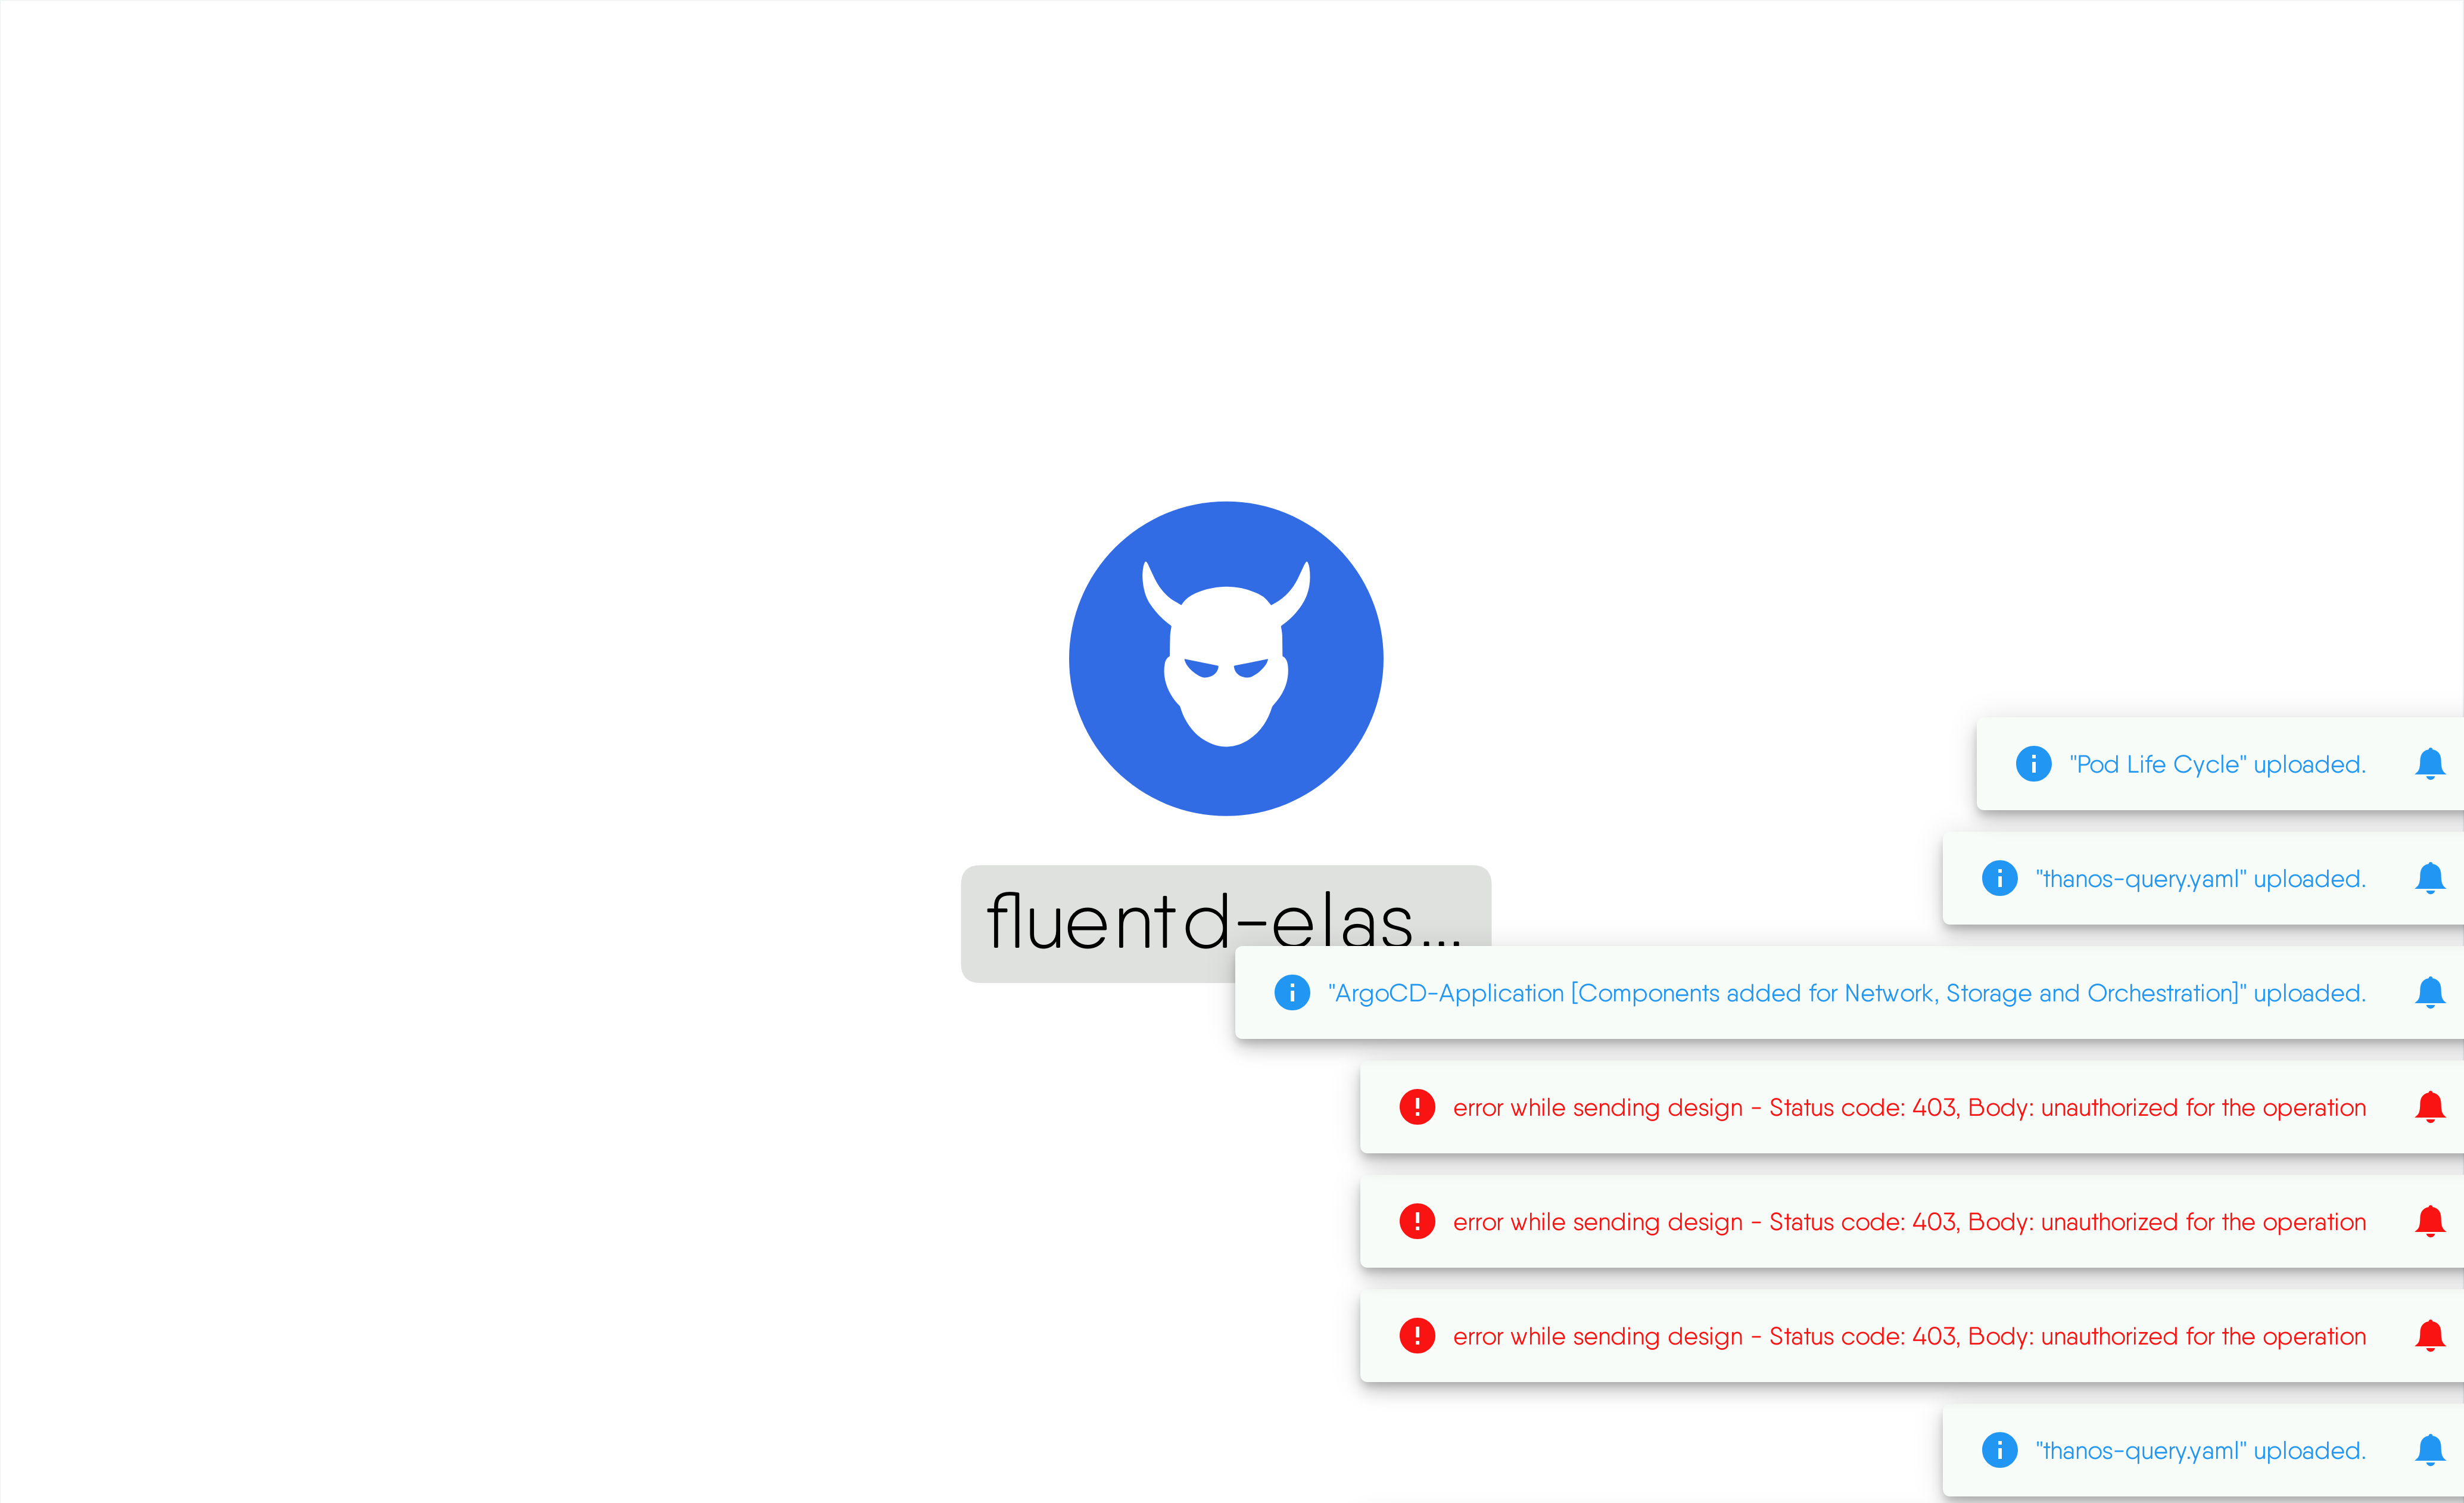 "Pod Life Cycle" uploaded.
"thanos-query.yaml" uploaded.
fluentd-elas...
"ArgoCD-Application [Components added for Network, Storage and Orchestration]" uploaded.
error while sending design - Status code: 403, Body: unauthorized for the operation
error while sending design - Status code: 403, Body: unauthorized for the operation
error while sending design - Status code: 403, Body: unauthorized for the operation
"thanos-query.yaml" uploaded.